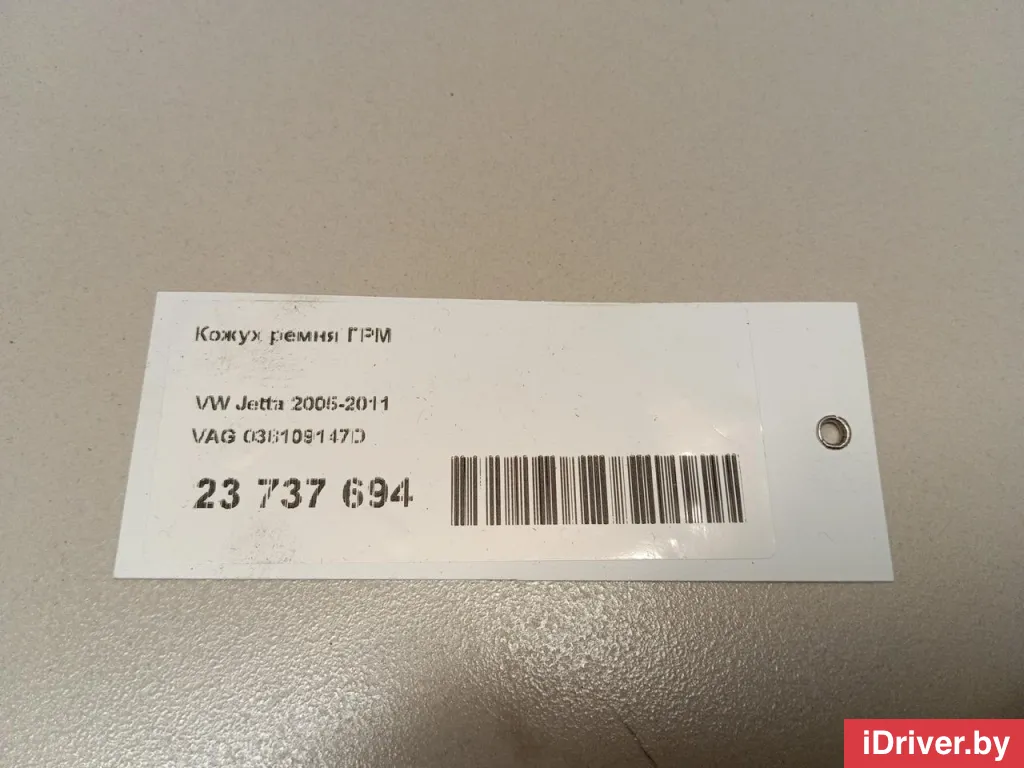 Кожух ремня ГРМ
VW Jetta 2005-2011
VAG 038109147D
23 737 694
iDriver.by